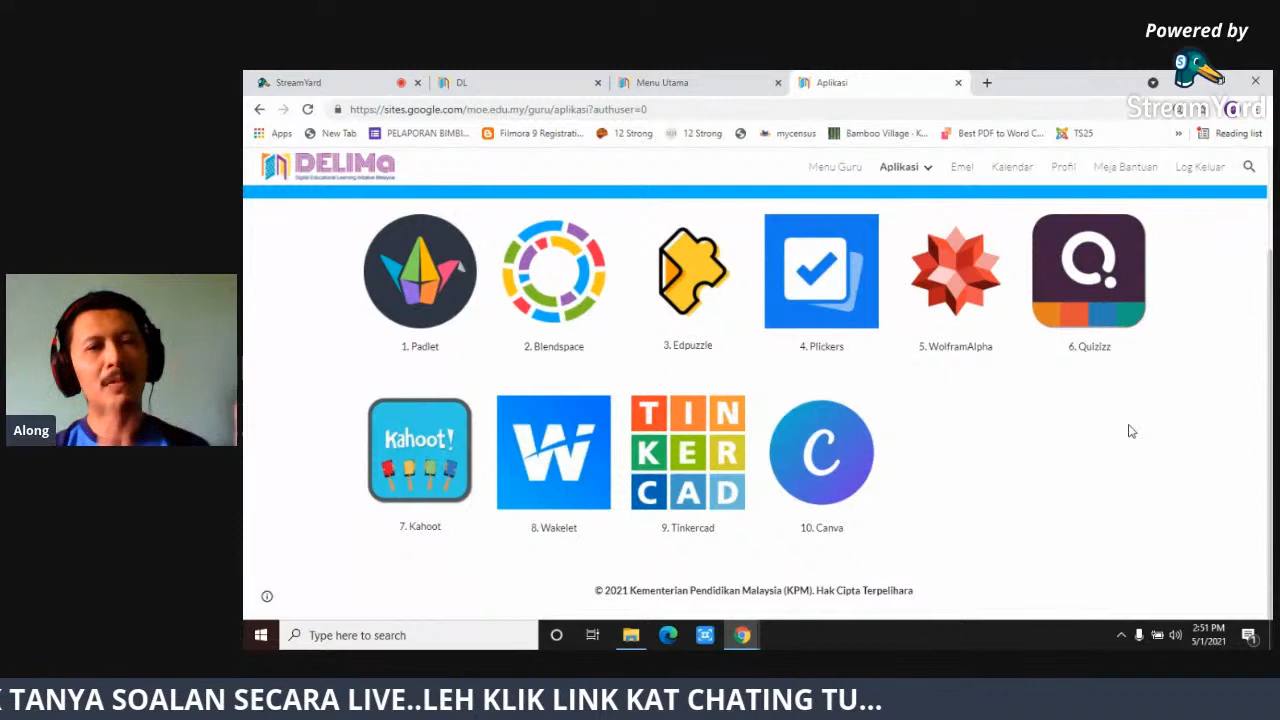 Powered by
StreamYard
StreamYard
DL
Menu Utama
Aplikasi
https://sites.google.com/moe.edu.my/guru/aplikasi?authuser=0
Apps
New Tab
PELAPORAN BIMBI...
Filmora 9 Registrati...
12 Strong
12 Strong
mycensus
Bamboo Village - K...
Best PDF to Word C...
TS25
»
Reading list
DELIMa
Digital Educational Learning Initiative Malaysia
Menu Guru
Aplikasi
Emel
Kalendar
Profil
Meja Bantuan
Log Keluar
1. Padlet
2. Blendspace
3. Edpuzzle
4. Plickers
5. WolframAlpha
6. Quizizz
Along
Kahoot!
W
TIN
KER
CAD
C
7. Kahoot
8. Wakelet
9. Tinkercad
10. Canva
© 2021 Kementerian Pendidikan Malaysia (KPM). Hak Cipta Terpelihara
Type here to search
2:51 PM
5/1/2021
TANYA SOALAN SECARA LIVE..LEH KLIK LINK KAT CHATING TU...